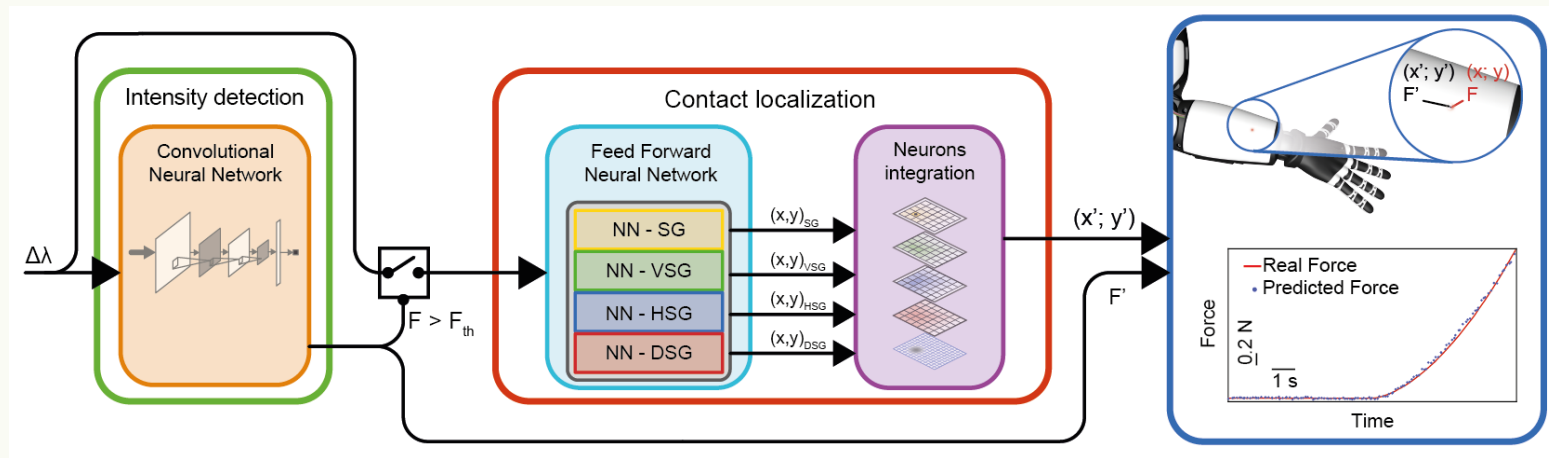 Δλ
Intensity detection
Convolutional
Neural Network
F > Fth
Contact localization
Feed Forward
Neural Network
NN - SG
NN - VSG
NN - HSG
NN - DSG
(x,y)SG
(x,y)VSG
(x,y)HSG
(x,y)DSG
Neurons
integration
(x'; y')
F'
(x'; y') (x; y)
F' F
Real Force
Predicted Force
Force
0.2 N
1 s
Time